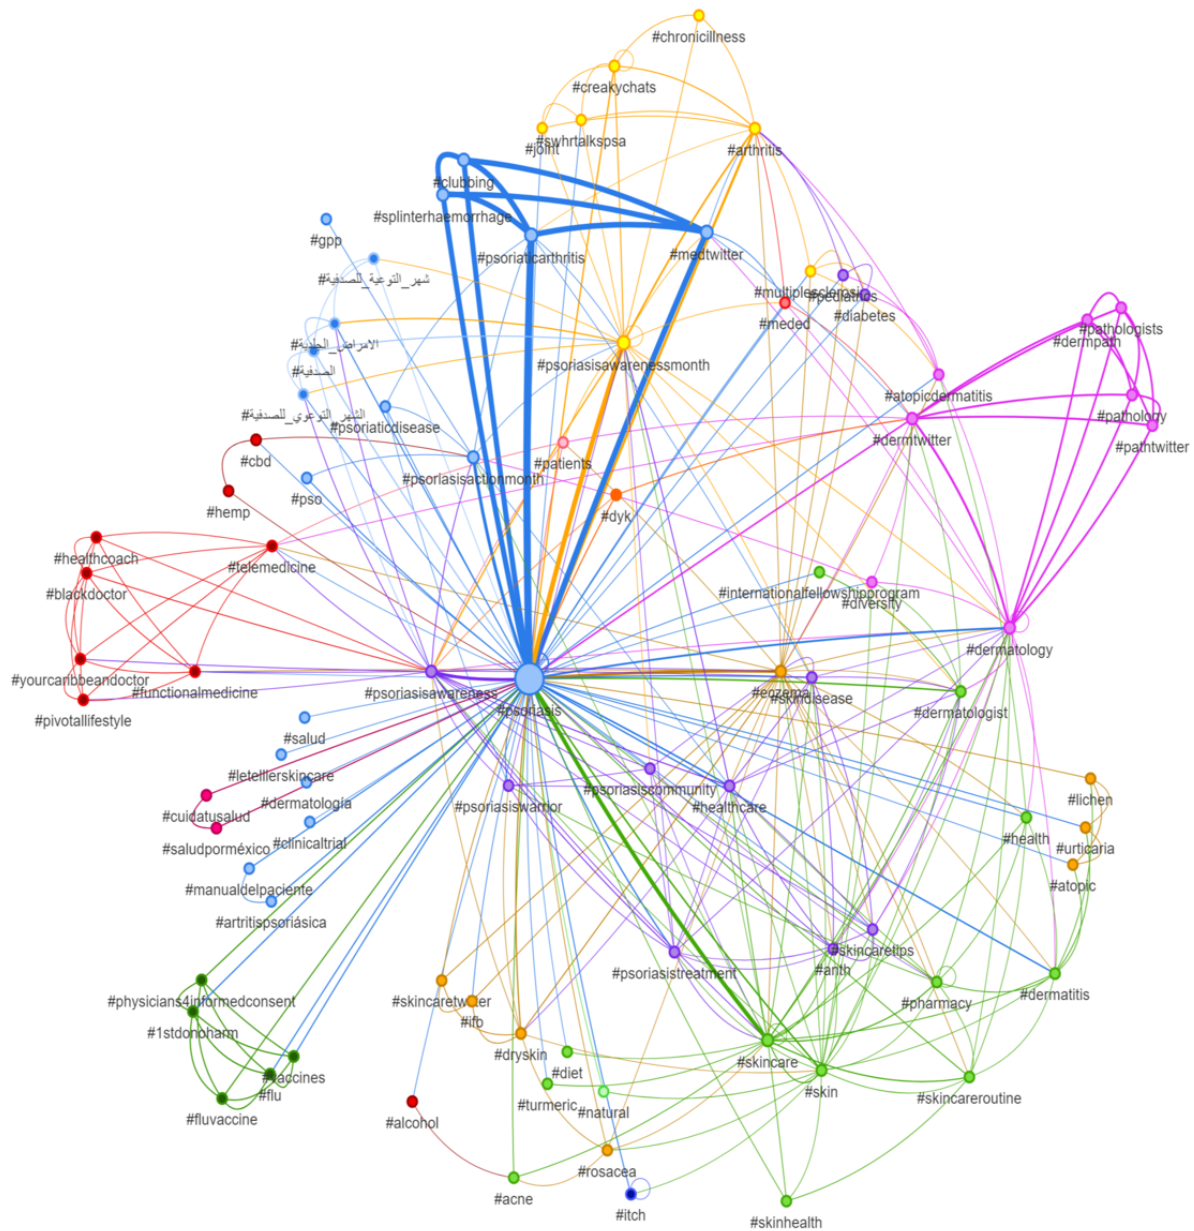 #chronicillness
#creakychats
#swhrtalkspsa
#joint
#arthritis
#clubbing
#splinterhaemorrhage
#gpp
#psoriaticarthritis
#medtwitter
#شهر_التوعية_للصدفية
#multiplesclerosis
#pediatrics
#diabetes
#meded
#pathologists
#dermpath
#الامراض_الجلدية
#psoriasisawarenessmonth
#الصدفية
#atopicdermatitis
#الشهر_التوعوي_للصدفية
#psoriaticdisease
#pathology
#dermtwitter
#pathtwitter
#cbd
#patients
#psoriasisactionmonth
#pso
#hemp
#dyk
#healthcoach
#telemedicine
#blackdoctor
#internationalfellowshipprogram
#diversity
#dermatology
#yourcanbbeandoctor
#functionalmedicine
#psoriasisawareness
#eczema
#skindisease
#pivotallifestyle
#psoriasis
#dermatologist
#salud
#letellierskincare
#dermatología
#psoriasiswarrior
#psoriasiscommunity
#healthcare
#lichen
#cuidatusalud
#clinicaltrial
#health
#saludporméxico
#urticaria
#manualdelpaciente
#atopic
#artritispsoriásica
#skincaretips
#psoriasistreatment
#anth
#physicians4informedconsent
#skincaretwitter
#pharmacy
#dermatitis
#1stdonoharm
#ifb
#dryskin
#skincare
#vaccines
#diet
#flu
#skin
#skincareroutine
#turmeric
#natural
#fluvaccine
#alcohol
#rosacea
#acne
#itch
#skinhealth